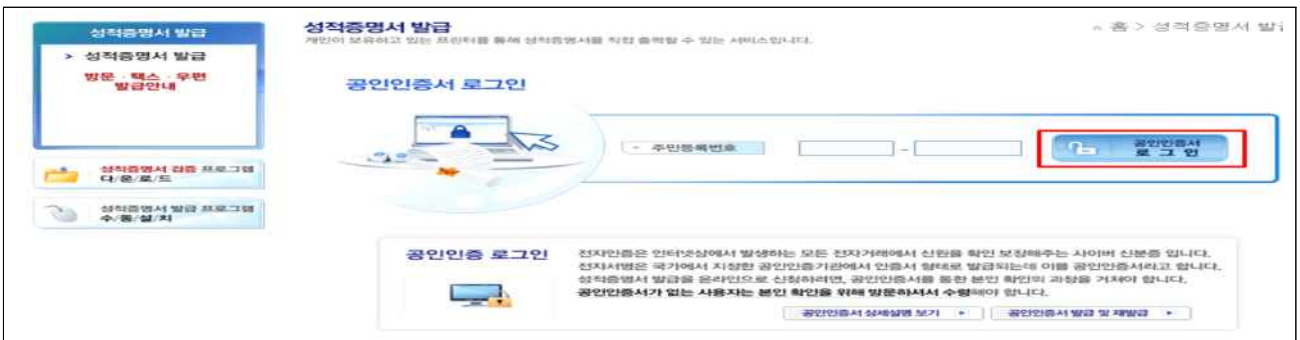 성적증명서 발급
> 성적증명서 발급
방문 · 택스 · 우편
발급안내
성적증명서 검증 프로그램
다/운/로/드
성적증명서 발급 프로그램
수/동/설/치
성적증명서 발급
개인이 보유하고 있는 프린터를 통해 성적증명서를 직접 출력할 수 있는 서비스입니다.
홈 > 성적증명서 발급
공인인증서 로그인
주민등록번호
-
공인인증서
로 그 인
공인인증 로그인
전자인증은 인터넷상에서 발생하는 모든 전자거래에서 신원을 확인 보장해주는 사이버 신분증 입니다.
전자서명은 국가에서 지정한 공인인증기관에서 인증서 형태로 발급되는데 이를 공인인증서라고 합니다.
성적증명서 발급을 온라인으로 신청하려면, 공인인증서를 통한 본인 확인의 과정을 거쳐야 합니다.
공인인증서가 없는 사용자는 본인 확인을 위해 방문하셔서 수령해야 합니다.
공인인증서 상세설명 보기
공인인증서 발급 및 재발급